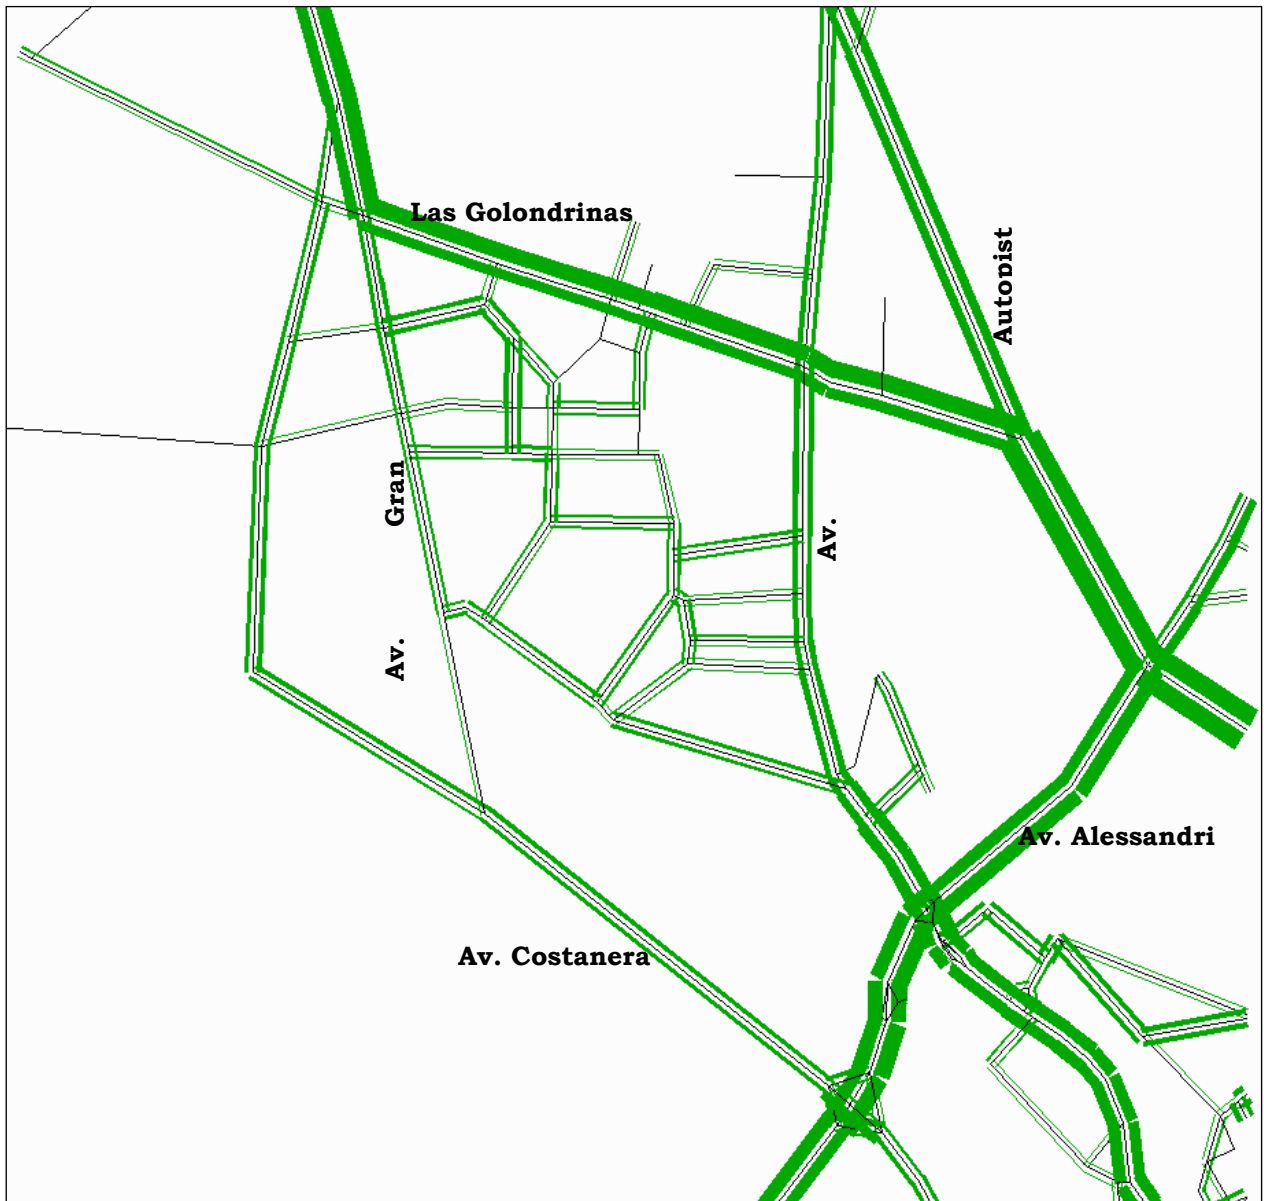 Las Golondrinas
Autopist
Gran
Av.
Av.
Av. Alessandri
Av. Costanera